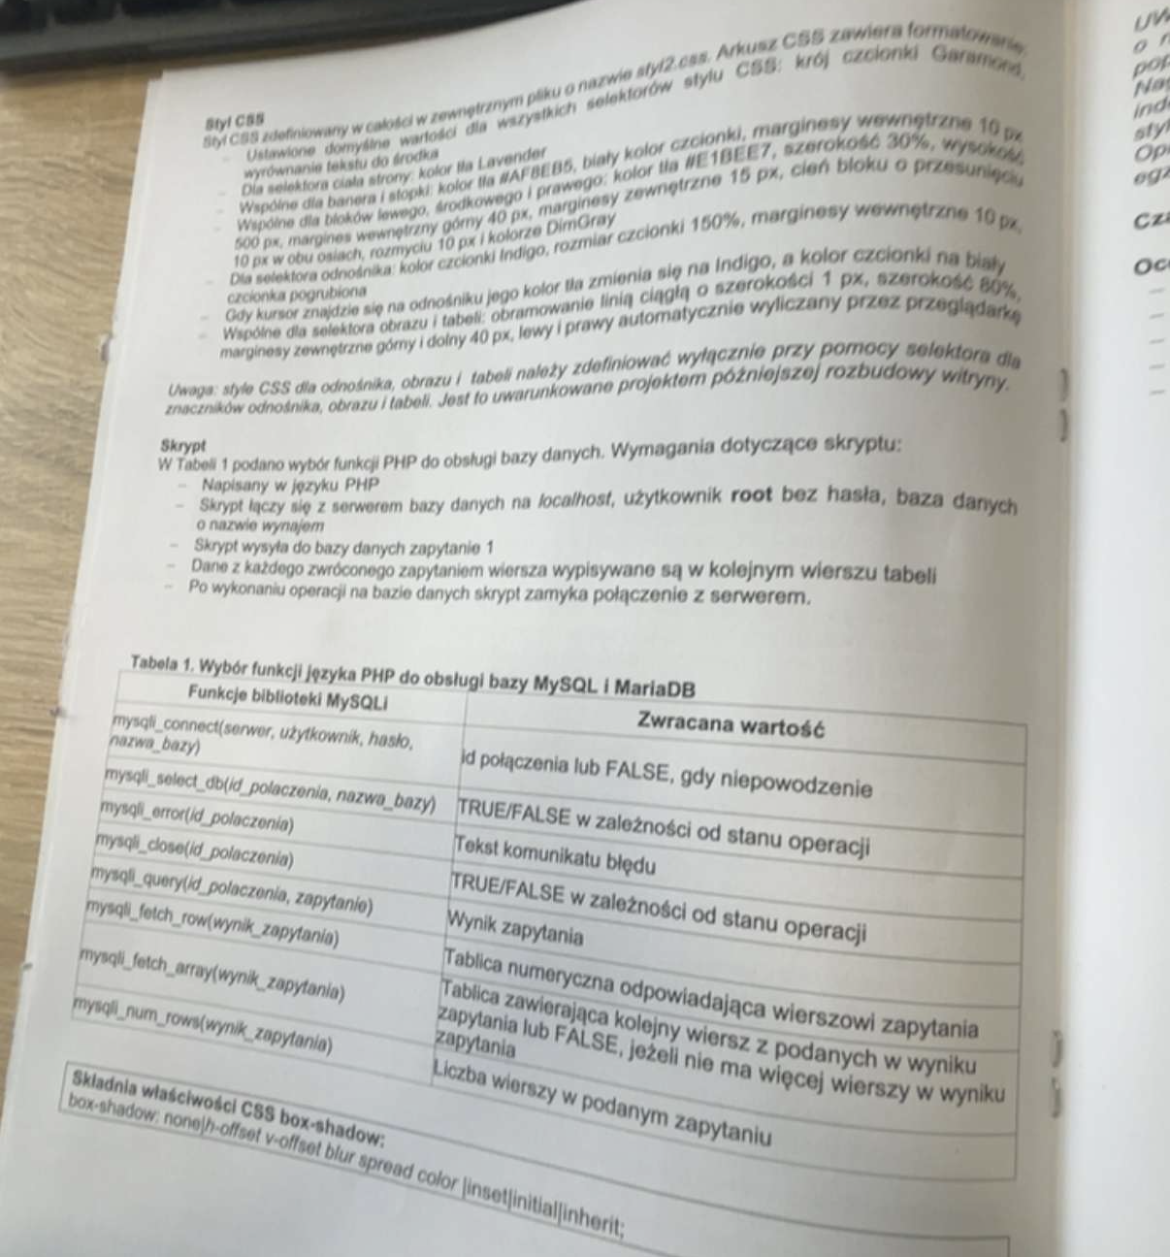 Styl CSS
Styl CSS zdefiniowany w całości w zewnętrznym pliku o nazwie styl2.css. Arkusz CSS zawiera formatowanie:
– Ustawione domyślne wartości dla wszystkich selektorów stylu CSS: krój czcionki Garamond,
wyrównanie tekstu do środka
– Dla selektora ciała strony: kolor tła Lavender
– Wspólne dla banera i stopki: kolor tła #AF8EB5, biały kolor czcionki, marginesy wewnętrzne 10 px
– Wspólne dla bloków lewego, środkowego i prawego: kolor tła #E1BEE7, szerokość 30%, wysokość
500 px, margines wewnętrzny górny 40 px, marginesy zewnętrzne 15 px, cień bloku o przesunięciu
10 px w obu osiach, rozmyciu 10 px i kolorze DimGray
– Dla selektora odnośnika: kolor czcionki Indigo, rozmiar czcionki 150%, marginesy wewnętrzne 10 px,
czcionka pogrubiona
– Gdy kursor znajdzie się na odnośniku jego kolor tła zmienia się na Indigo, a kolor czcionki na biały
– Wspólne dla selektora obrazu i tabeli: obramowanie linią ciągłą o szerokości 1 px, szerokość 80%,
marginesy zewnętrzne górny i dolny 40 px, lewy i prawy automatycznie wyliczany przez przeglądarkę
Uwaga: style CSS dla odnośnika, obrazu i tabeli należy zdefiniować wyłącznie przy pomocy selektora dla
znaczników odnośnika, obrazu i tabeli. Jest to uwarunkowane projektem późniejszej rozbudowy witryny.
Skrypt
W Tabeli 1 podano wybór funkcji PHP do obsługi bazy danych. Wymagania dotyczące skryptu:
– Napisany w języku PHP
– Skrypt łączy się z serwerem bazy danych na localhost, użytkownik root bez hasła, baza danych
o nazwie wynajem
– Skrypt wysyła do bazy danych zapytanie 1
– Dane z każdego zwróconego zapytaniem wiersza wypisywane są w kolejnym wierszu tabeli
– Po wykonaniu operacji na bazie danych skrypt zamyka połączenie z serwerem.
Tabela 1. Wybór funkcji języka PHP do obsługi bazy MySQL i MariaDB
Funkcje biblioteki MySQLi
Zwracana wartość
mysqli_connect(serwer, użytkownik, hasło,
nazwa_bazy)
id połączenia lub FALSE, gdy niepowodzenie
mysqli_select_db(id_polaczenia, nazwa_bazy)
TRUE/FALSE w zależności od stanu operacji
mysqli_error(id_polaczenia)
Tekst komunikatu błędu
mysqli_close(id_polaczenia)
TRUE/FALSE w zależności od stanu operacji
mysqli_query(id_polaczenia, zapytanie)
Wynik zapytania
mysqli_fetch_row(wynik_zapytania)
Tablica numeryczna odpowiadająca wierszowi zapytania
mysqli_fetch_array(wynik_zapytania)
Tablica zawierająca kolejny wiersz z podanych w wyniku
zapytania lub FALSE, jeżeli nie ma więcej wierszy w wyniku
zapytania
mysqli_num_rows(wynik_zapytania)
Liczba wierszy w podanym zapytaniu
Składnia właściwości CSS box-shadow:
box-shadow: none|h-offset v-offset blur spread color |inset|initial|inherit;